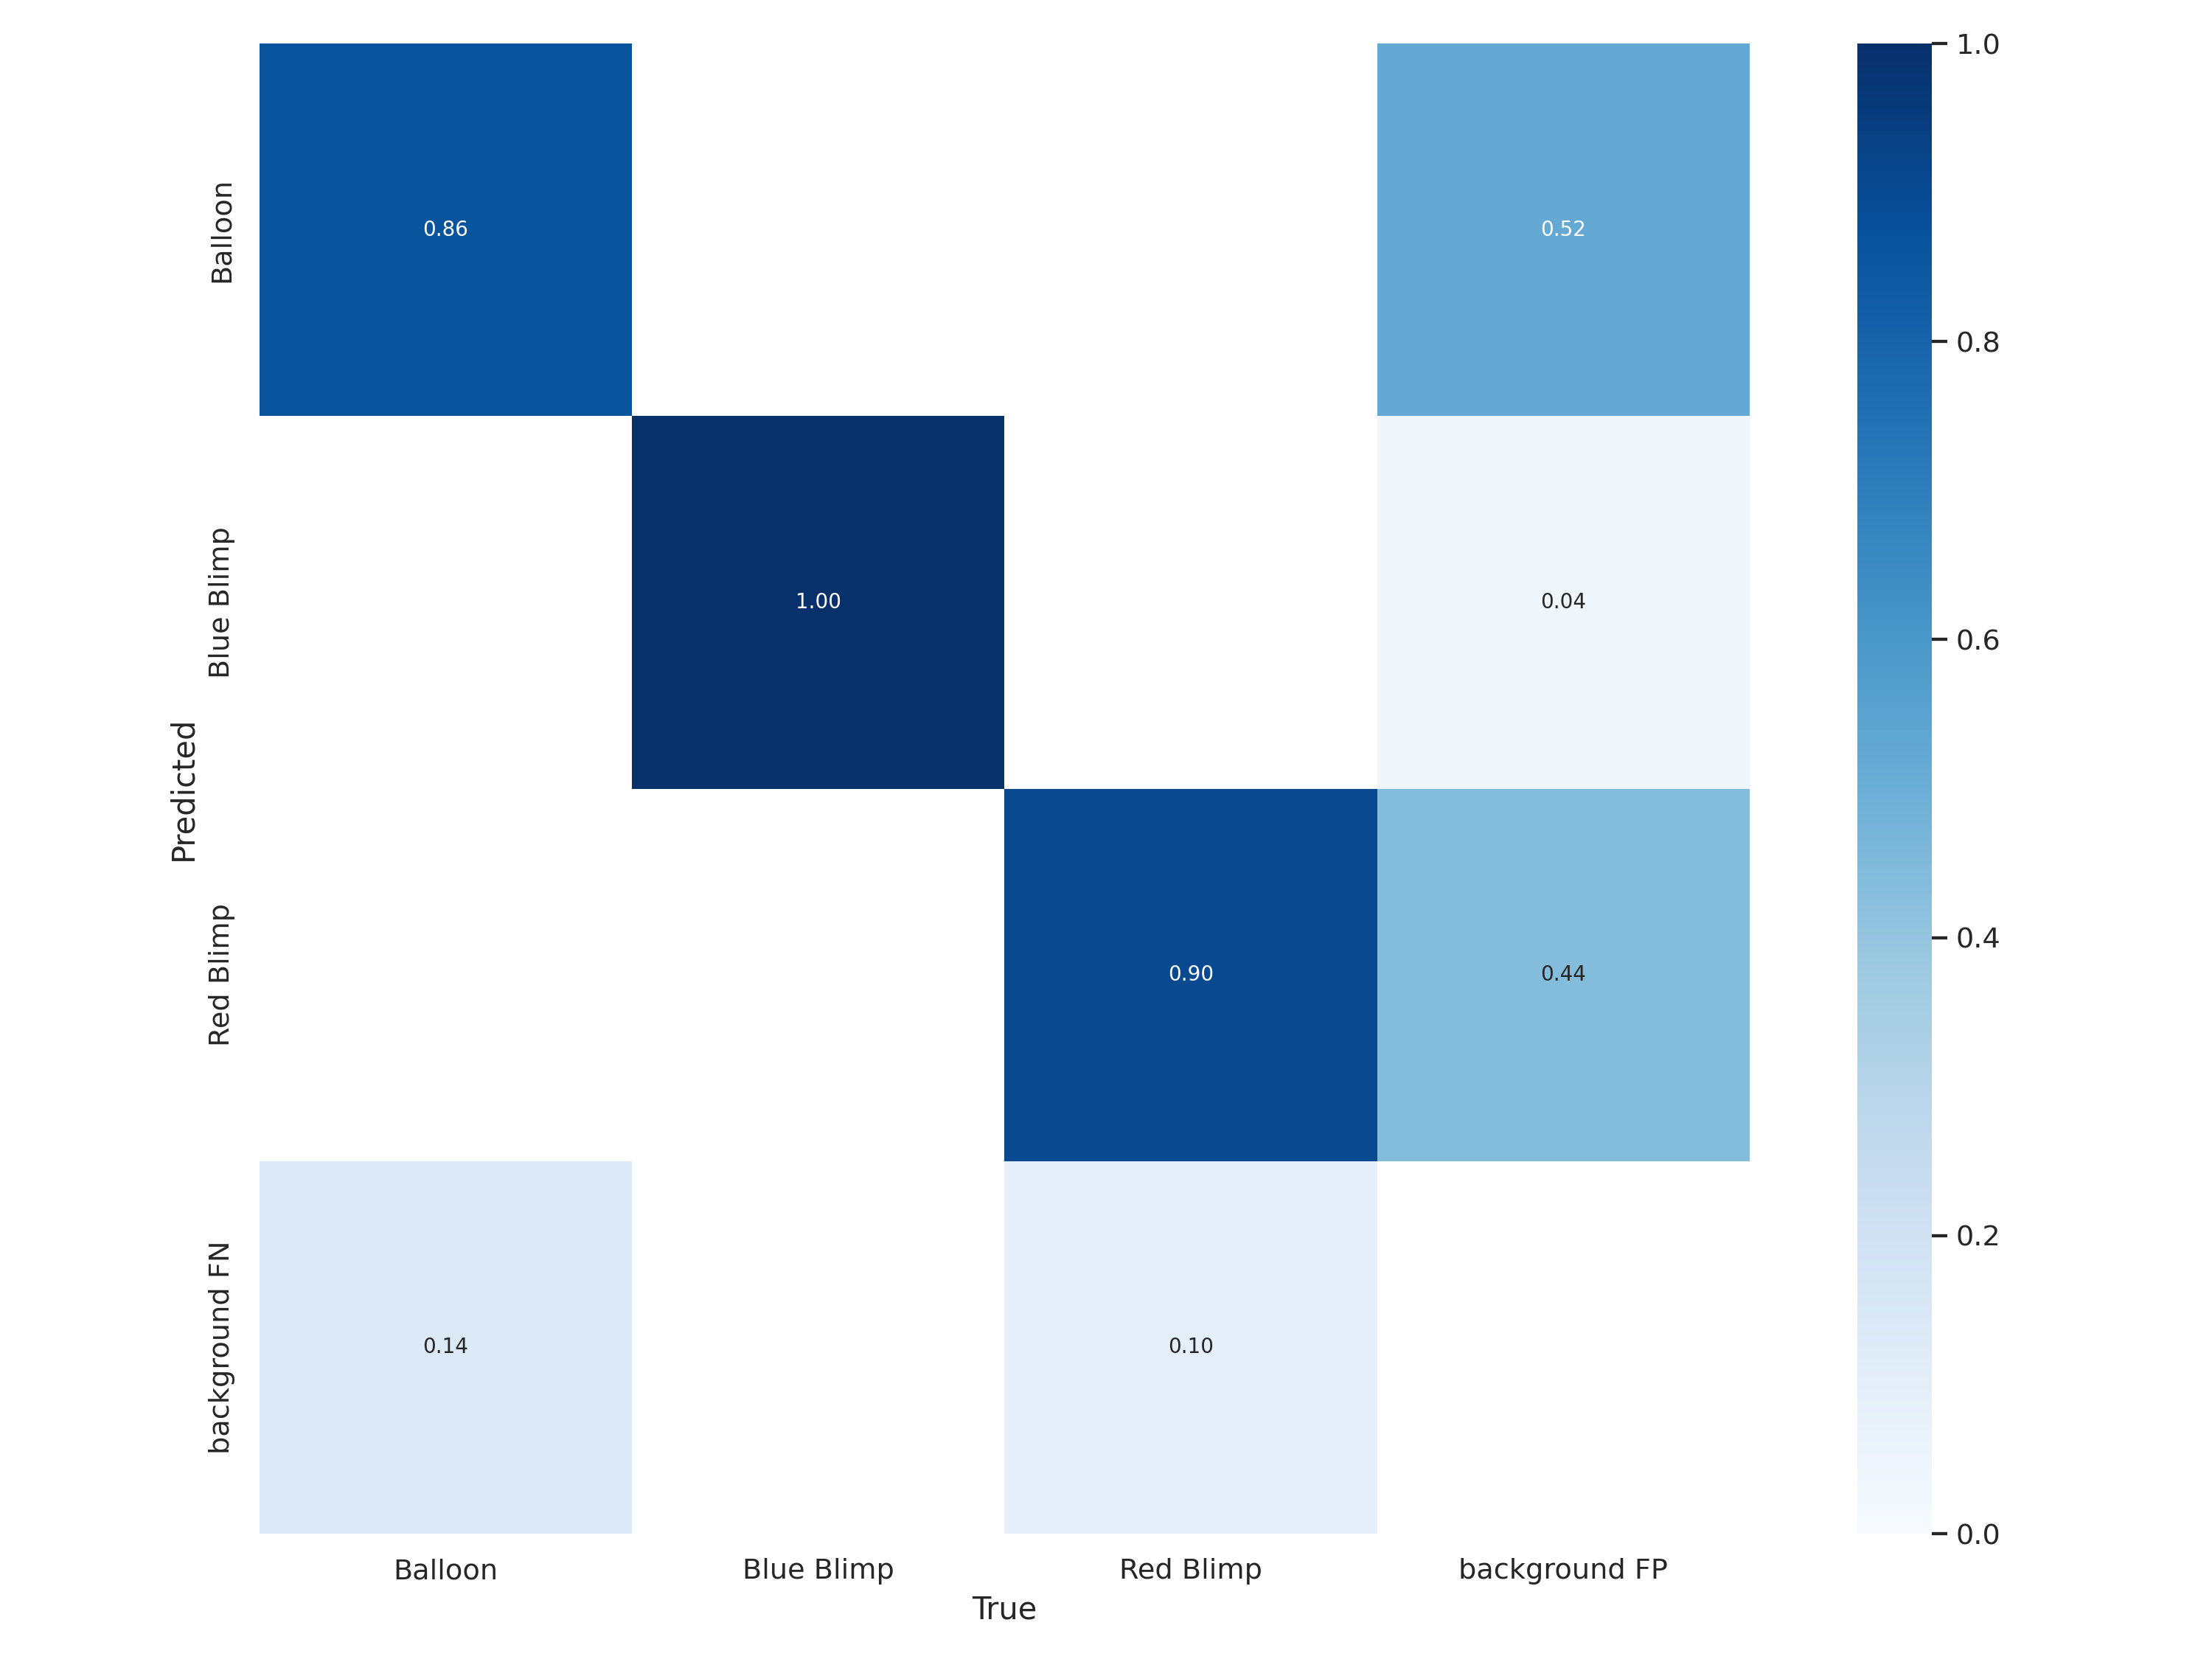 Predicted
Balloon
Blue Blimp
Red Blimp
background FN
0.86
0.52
1.00
0.04
0.90
0.44
0.14
0.10
Balloon
Blue Blimp
Red Blimp
background FP
True
1.0
0.8
0.6
0.4
0.2
0.0